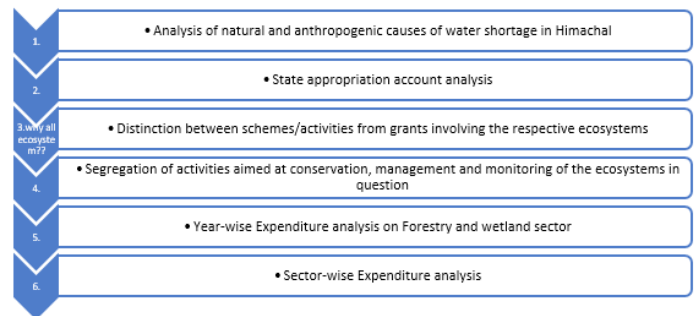 1.
• Analysis of natural and anthropogenic causes of water shortage in Himachal
2.
• State appropriation account analysis
3.why all
ecosyste
m??
• Distinction between schemes/activities from grants involving the respective ecosystems
4.
• Segregation of activities aimed at conservation, management and monitoring of the ecosystems in
question
5.
• Year-wise Expenditure analysis on Forestry and wetland sector
6.
• Sector-wise Expenditure analysis